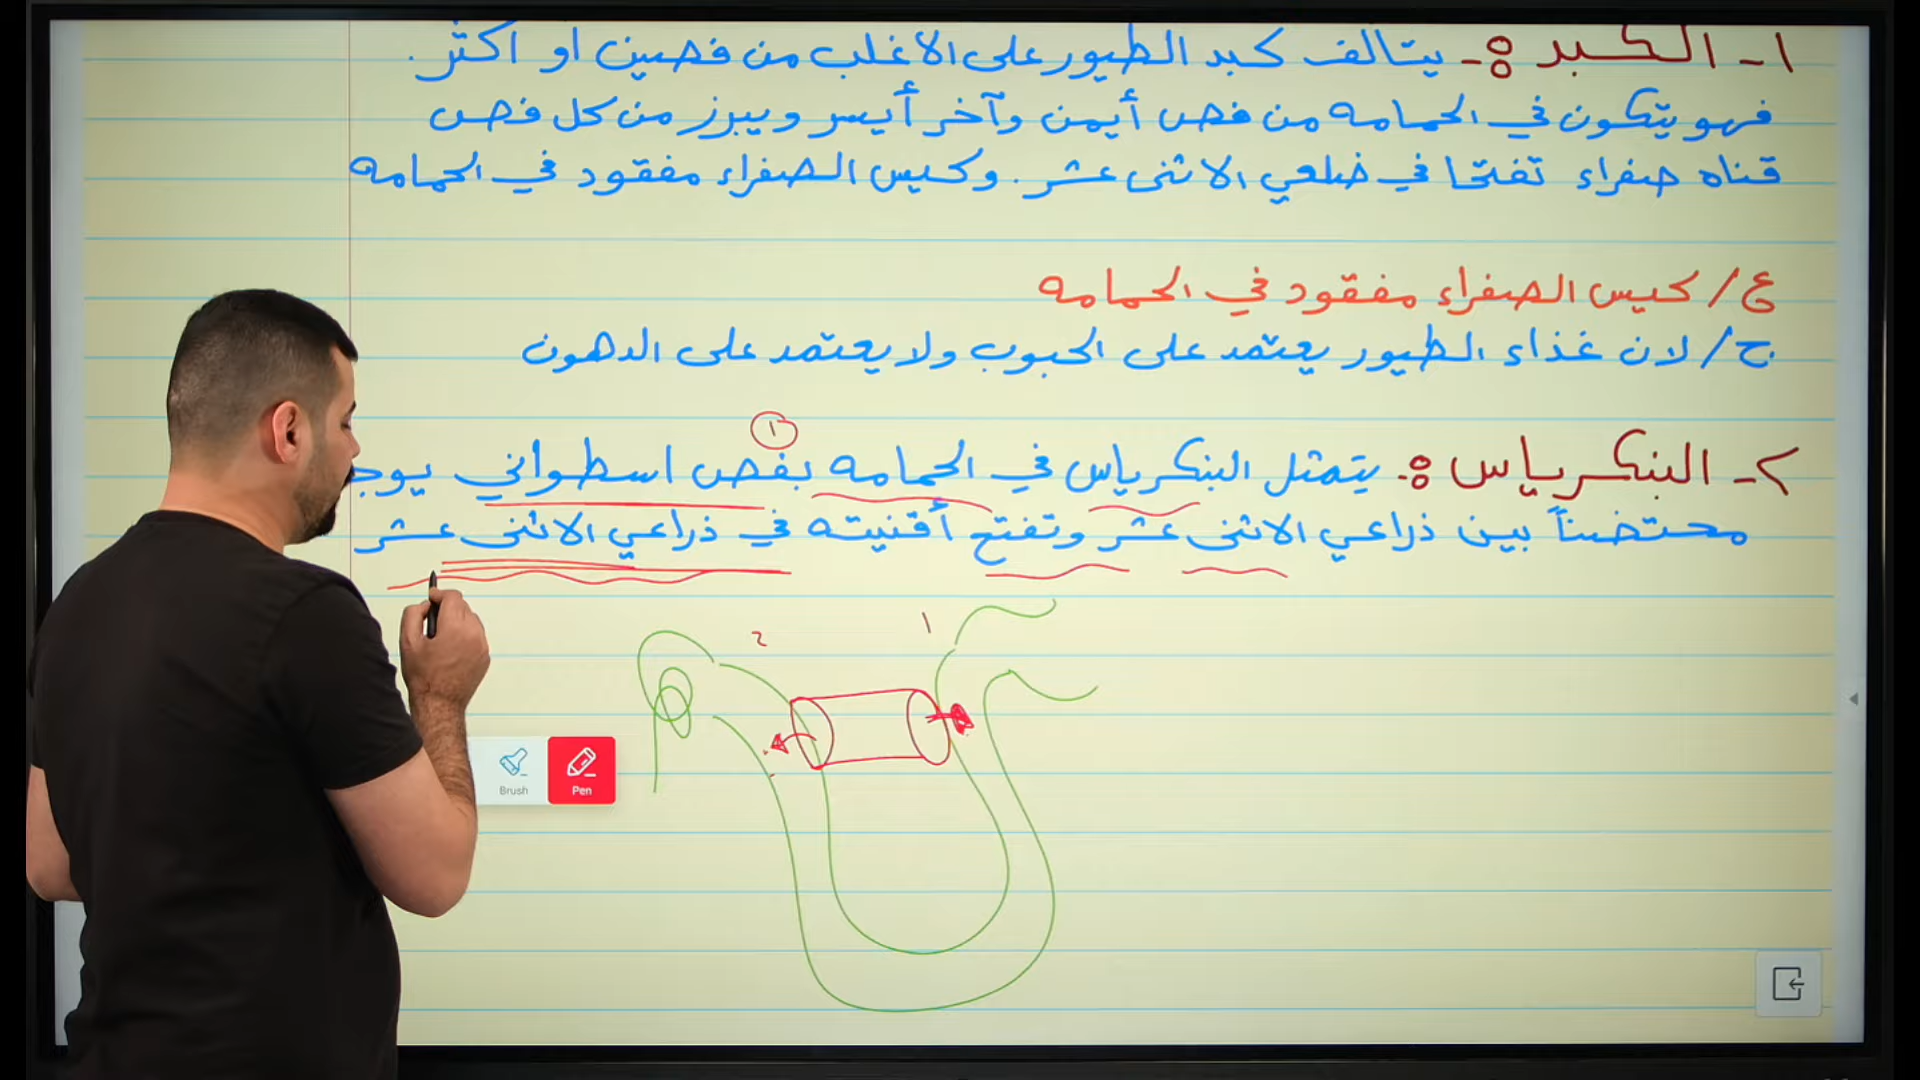 ١- الكبد :- يتالف كبد الطيور على الاغلب من فصين او اكثر.
فهو يتكون في الحمامه من فص أيمن وآخر أيسر ويبرز من كل فص
قناه صفراء تفتحا في ضلعي الاثنى عشر. وكيس الصفراء مفقود في الحمامه
ع/ كيس الصفراء مفقود في الحمامه
ج/ لان غذاء الطيور يعتمد على الحبوب ولا يعتمد على الدهون
١
٢- البنكرياس :- يتمثل البنكرياس في الحمامه بفص اسطواني يوج
محتضناً بين ذراعي الاثنى عشر وتفتح أقنيته في ذراعي الاثنى عشر
2
١
Brush
Pen